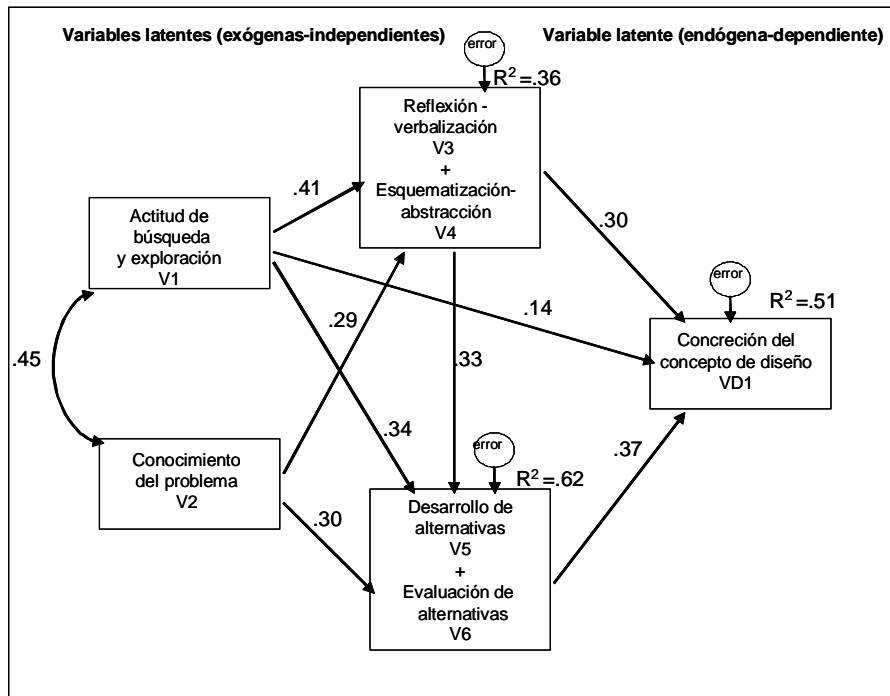 Variables latentes (exógenas-independientes)
Variable latente (endógena-dependiente)
error
R²=.36
Reflexión -
verbalización
V3
+
Esquematización-
abstracción
V4
.41
Actitud de
búsqueda
y exploración
V1
.30
error
R²=.51
.29
.14
.33
Concreción del
concepto de diseño
VD1
.45
.34
error
.37
Conocimiento
del problema
V2
R²=.62
.30
Desarrollo de
alternativas
V5
+
Evaluación de
alternativas
V6